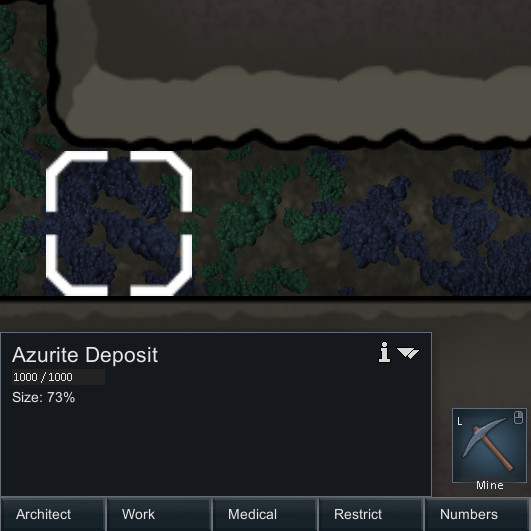 Azurite Deposit
1000 / 1000
Size: 73%
L
Mine
Architect
Work
Medical
Restrict
Numbers